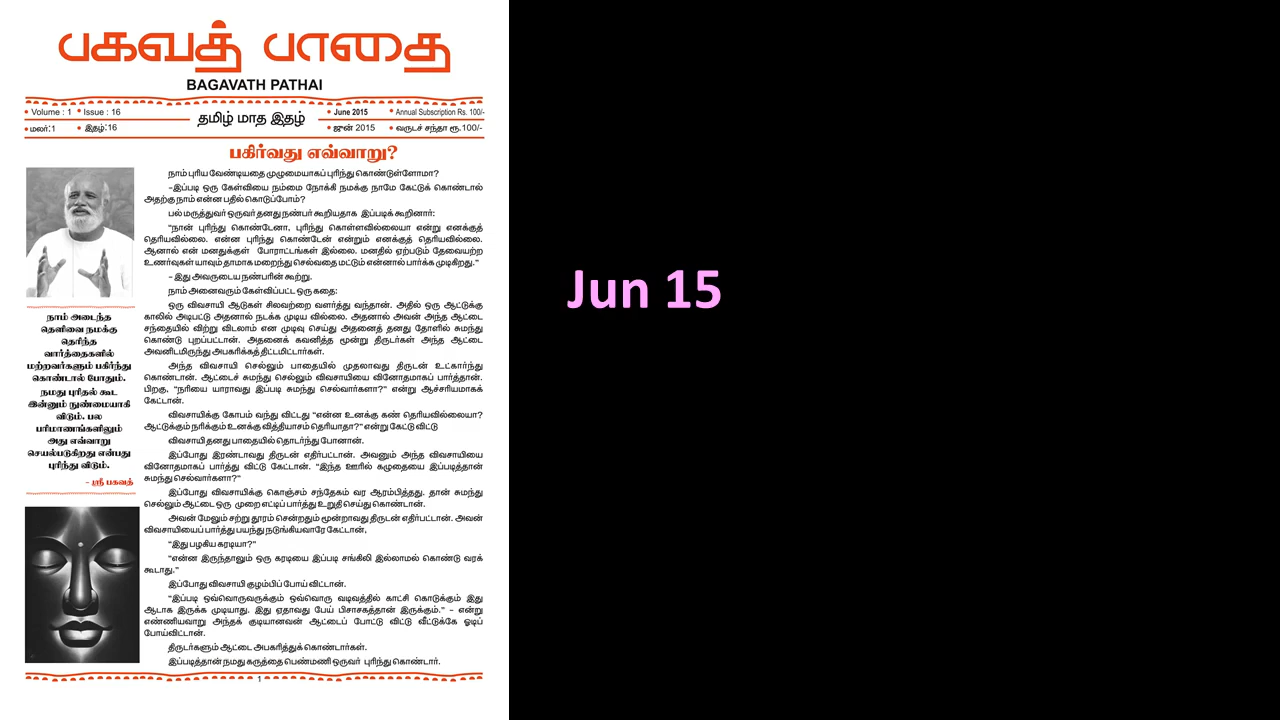 பகவத் பாதை
BAGAVATH PATHAI
• Volume : 1 • Issue : 16
• மலர்:1 • இதழ்:16
தமிழ் மாத இதழ்
• June 2015 • Annual Subscription Rs. 100/-
• ஜுன் 2015 • வருடச் சந்தா ரூ.100/-
பகிர்வது எவ்வாறு?
நாம் அடைந்த
தெளிவை நமக்கு
தெரிந்த
வார்த்தைகளில்
மற்றவர்களும் பகிர்ந்து
கொண்டால் போதும்.
நமது புரிதல் கூட
இன்னும் நுண்மையாகி
விடும். பல
பரிமாணங்களிலும்
அது எவ்வாறு
செயல்படுகிறது என்பது
புரிந்து விடும்.
- ஸ்ரீ பகவத்
நாம் புரிய வேண்டியதை முழுமையாகப் புரிந்து கொண்டுள்ளோமா?
–இப்படி ஒரு கேள்வியை நம்மை நோக்கி நமக்கு நாமே கேட்டுக் கொண்டால்
அதற்கு நாம் என்ன பதில் கொடுப்போம்?
பல் மருத்துவர் ஒருவர் தனது நண்பர் கூறியதாக இப்படிக் கூறினார்:
“நான் புரிந்து கொண்டேனா, புரிந்து கொள்ளவில்லையா என்று எனக்குத்
தெரியவில்லை. என்ன புரிந்து கொண்டேன் என்றும் எனக்குத் தெரியவில்லை.
ஆனால் என் மனதுக்குள் போராட்டங்கள் இல்லை. மனதில் ஏற்படும் தேவையற்ற
உணர்வுகள் யாவும் தாமாக மறைந்து செல்வதை மட்டும் என்னால் பார்க்க முடிகிறது.”
– இது அவருடைய நண்பரின் கூற்று.
நாம் அனைவரும் கேள்விப்பட்ட ஒரு கதை:
ஒரு விவசாயி ஆடுகள் சிலவற்றை வளர்த்து வந்தான். அதில் ஒரு ஆட்டுக்கு
காலில் அடிபட்டு அதனால் நடக்க முடிய வில்லை. அதனால் அவன் அந்த ஆட்டை
சந்தையில் விற்று விடலாம் என முடிவு செய்து அதனைத் தனது தோளில் சுமந்து
கொண்டு புறப்பட்டான். அதனைக் கவனித்த மூன்று திருடர்கள் அந்த ஆட்டை
அவனிடமிருந்து அபகரிக்கத் திட்டமிட்டார்கள்.
அந்த விவசாயி செல்லும் பாதையில் முதலாவது திருடன் உட்கார்ந்து
கொண்டான். ஆட்டைச் சுமந்து செல்லும் விவசாயியை வினோதமாகப் பார்த்தான்.
பிறகு, “நரியை யாராவது இப்படி சுமந்து செல்வார்களா?” என்று ஆச்சரியமாகக்
கேட்டான்.
விவசாயிக்கு கோபம் வந்து விட்டது “என்ன உனக்கு கண் தெரியவில்லையா?
ஆட்டுக்கும் நரிக்கும் உனக்கு வித்தியாசம் தெரியாதா?” என்று கேட்டு விட்டு
விவசாயி தனது பாதையில் தொடர்ந்து போனான்.
இப்போது இரண்டாவது திருடன் எதிர்பட்டான். அவனும் அந்த விவசாயியை
வினோதமாகப் பார்த்து விட்டு கேட்டான். “இந்த ஊரில் கழுதையை இப்படித்தான்
சுமந்து செல்வார்களா?”
இப்போது விவசாயிக்கு கொஞ்சம் சந்தேகம் வர ஆரம்பித்தது. தான் சுமந்து
செல்லும் ஆட்டை ஒரு முறை எட்டிப் பார்த்து உறுதி செய்து கொண்டான்.
அவன் மேலும் சற்று தூரம் சென்றதும் மூன்றாவது திருடன் எதிர்பட்டான். அவன்
விவசாயியைப் பார்த்து பயந்து நடுங்கியவாரே கேட்டான்,
“இது பழகிய கரடியா?”
“என்ன இருந்தாலும் ஒரு கரடியை இப்படி சங்கிலி இல்லாமல் கொண்டு வரக்
கூடாது.”
இப்போது விவசாயி குழம்பிப் போய் விட்டான்.
“இப்படி ஒவ்வொருவருக்கும் ஒவ்வொரு வடிவத்தில் காட்சி கொடுக்கும் இது
ஆடாக இருக்க முடியாது. இது ஏதாவது பேய் பிசாசகத்தான் இருக்கும்.” – என்று
எண்ணியவாறு அந்தக் குடியானவன் ஆட்டைப் போட்டு விட்டு வீட்டுக்கே ஓடிப்
போய்விட்டான்.
திருடர்களும் ஆட்டை அபகரித்துக் கொண்டார்கள்.
இப்படித்தான் நமது கருத்தை பெண்மணி ஒருவர் புரிந்து கொண்டார்.
1
Jun 15